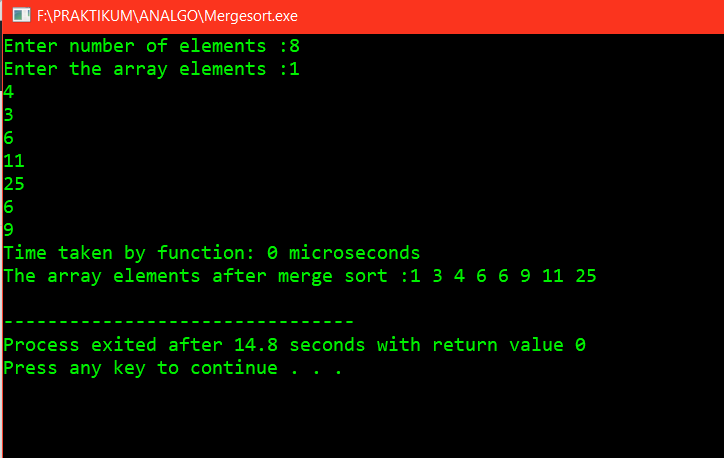 F:\PRAKTIKUM\ANALGO\Mergesort.exe
Enter number of elements :8
Enter the array elements :1
4
3
6
11
25
6
9
Time taken by function: 0 microseconds
The array elements after merge sort :1 3 4 6 6 9 11 25
--------------------------------
Process exited after 14.8 seconds with return value 0
Press any key to continue . . .